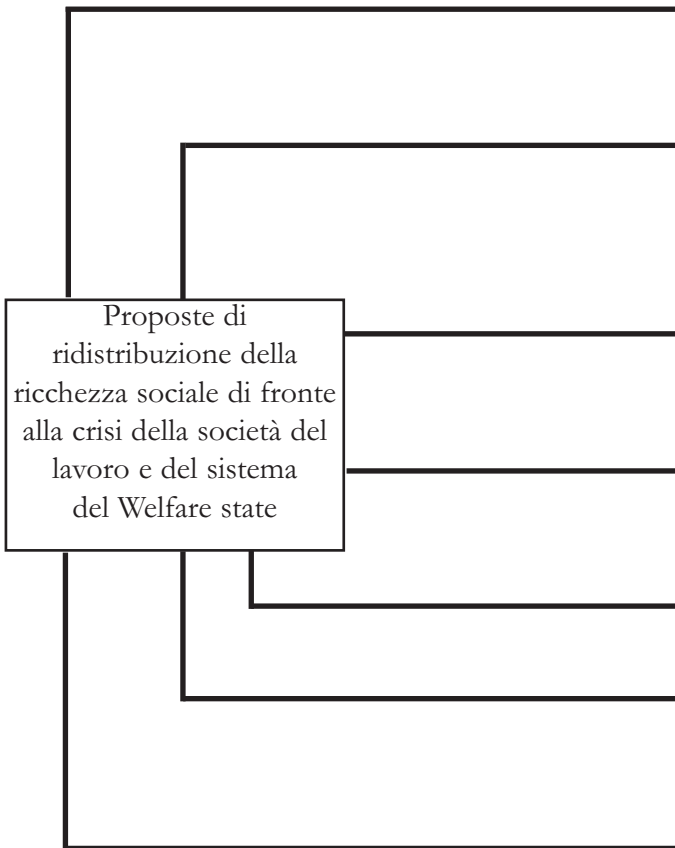 Proposte di
ridistribuzione della
ricchezza sociale di fronte
alla crisi della società del
lavoro e del sistema
del Welfare state